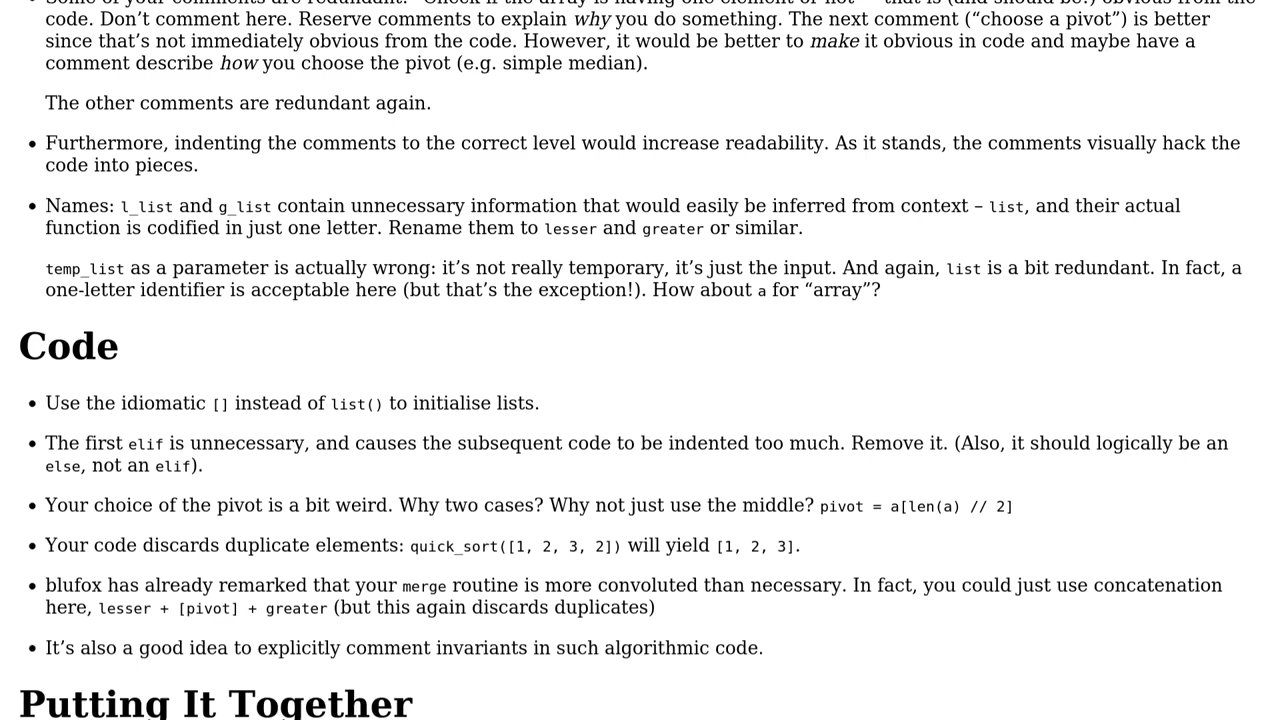 code. Don’t comment here. Reserve comments to explain why you do something. The next comment (“choose a pivot”) is better
since that’s not immediately obvious from the code. However, it would be better to make it obvious in code and maybe have a
comment describe how you choose the pivot (e.g. simple median).
The other comments are redundant again.
• Furthermore, indenting the comments to the correct level would increase readability. As it stands, the comments visually hack the
code into pieces.
• Names: l_list and g_list contain unnecessary information that would easily be inferred from context – list, and their actual
function is codified in just one letter. Rename them to lesser and greater or similar.
temp_list as a parameter is actually wrong: it’s not really temporary, it’s just the input. And again, list is a bit redundant. In fact, a
one-letter identifier is acceptable here (but that’s the exception!). How about a for “array”?
Code
• Use the idiomatic [] instead of list() to initialise lists.
• The first elif is unnecessary, and causes the subsequent code to be indented too much. Remove it. (Also, it should logically be an
else, not an elif).
• Your choice of the pivot is a bit weird. Why two cases? Why not just use the middle? pivot = a[len(a) // 2]
• Your code discards duplicate elements: quick_sort([1, 2, 3, 2]) will yield [1, 2, 3].
• blufox has already remarked that your merge routine is more convoluted than necessary. In fact, you could just use concatenation
here, lesser + [pivot] + greater (but this again discards duplicates)
• It’s also a good idea to explicitly comment invariants in such algorithmic code.
Putting It Together